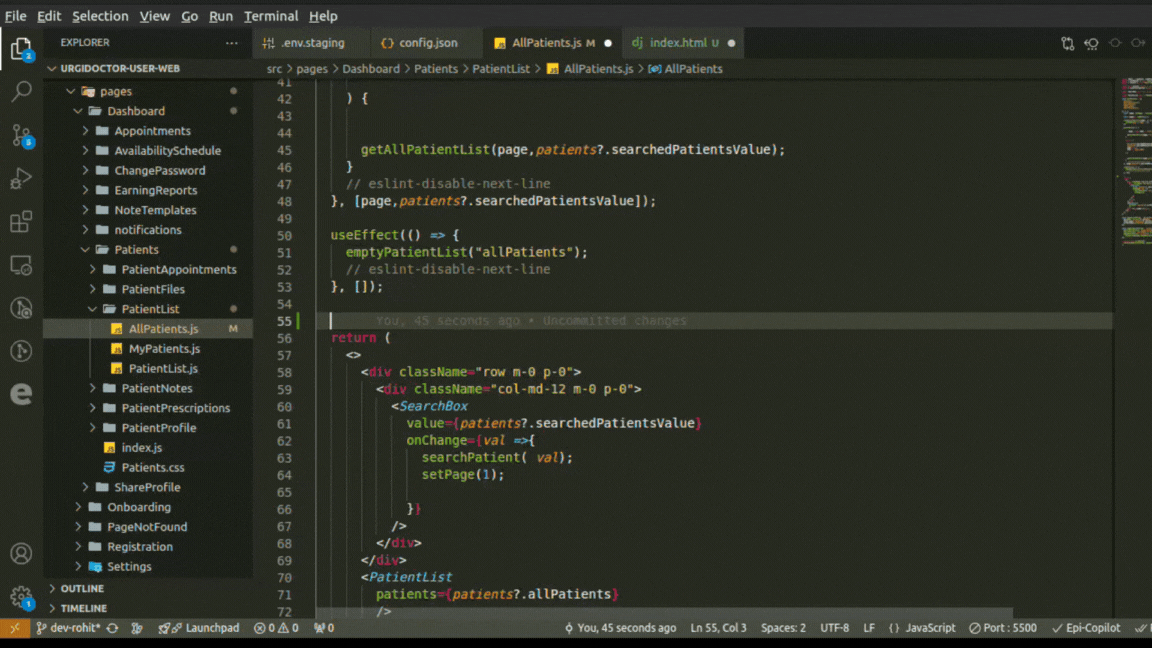 File Edit Selection View Go Run Terminal Help
EXPLORER ...
.env.staging
config.json
AllPatients.js M
index.html U
URGIDOCTOR-USER-WEB
src > pages > Dashboard > Patients > PatientList > AllPatients.js > AllPatients
pages
Dashboard
Appointments
AvailabilitySchedule
ChangePassword
EarningReports
NoteTemplates
notifications
Patients
PatientAppointments
PatientFiles
PatientList
AllPatients.js M
MyPatients.js
PatientList.js
PatientNotes
PatientPrescriptions
PatientProfile
index.js
Patients.css
ShareProfile
Onboarding
PageNotFound
Registration
Settings
OUTLINE
TIMELINE
41
42 ) {
43
44
45 getAllPatientList(page,patients?.searchedPatientsValue);
46 }
47 // eslint-disable-next-line
48 }, [page,patients?.searchedPatientsValue]);
49
50 useEffect(() => {
51 emptyPatientList("allPatients");
52 // eslint-disable-next-line
53 }, []);
54
55 You, 45 seconds ago • Uncommitted changes
56 return (
57 <>
58 <div className="row m-0 p-0">
59 <div className="col-md-12 m-0 p-0">
60 <SearchBox
61 value={patients?.searchedPatientsValue}
62 onChange={val =>{
63 searchPatient( val);
64 setPage(1);
65
66 }}
67 />
68 </div>
69 </div>
70 <PatientList
71 patients={patients?.allPatients}
72 />
dev-rohit* Launchpad 0 0 0 You, 45 seconds ago Ln 55, Col 3 Spaces: 2 UTF-8 LF {} JavaScript Port : 5500 Epi-Copilot